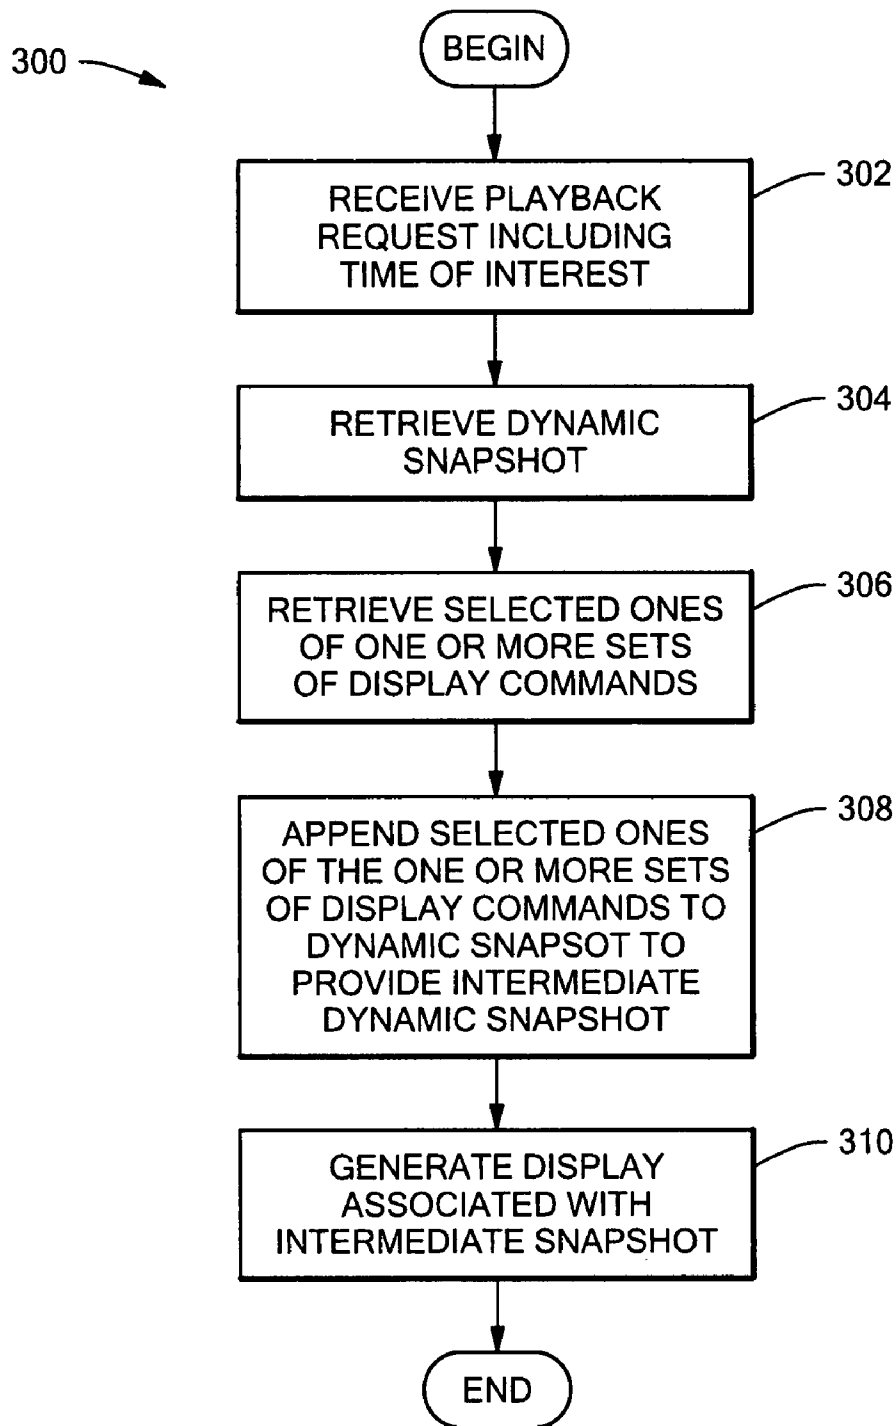 BEGIN
300
302
RECEIVE PLAYBACK
REQUEST INCLUDING
TIME OF INTEREST
304
RETRIEVE DYNAMIC
SNAPSHOT
306
RETRIEVE SELECTED ONES
OF ONE OR MORE SETS
OF DISPLAY COMMANDS
308
APPEND SELECTED ONES
OF THE ONE OR MORE SETS
OF DISPLAY COMMANDS TO
DYNAMIC SNAPSOT TO
PROVIDE INTERMEDIATE
DYNAMIC SNAPSHOT
310
GENERATE DISPLAY
ASSOCIATED WITH
INTERMEDIATE SNAPSHOT
END